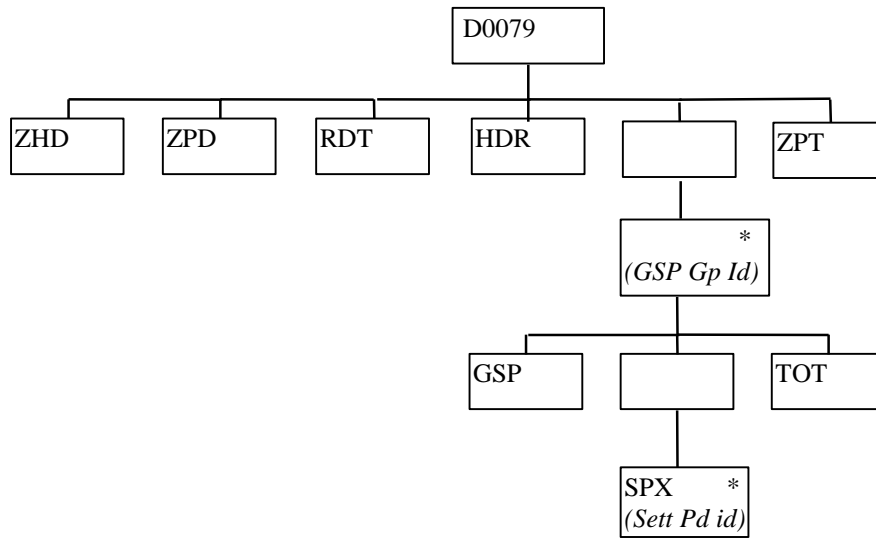 D0079
ZHD
ZPD
RDT
HDR
ZPT
*
(GSP Gp Id)
GSP
TOT
SPX *
(Sett Pd id)